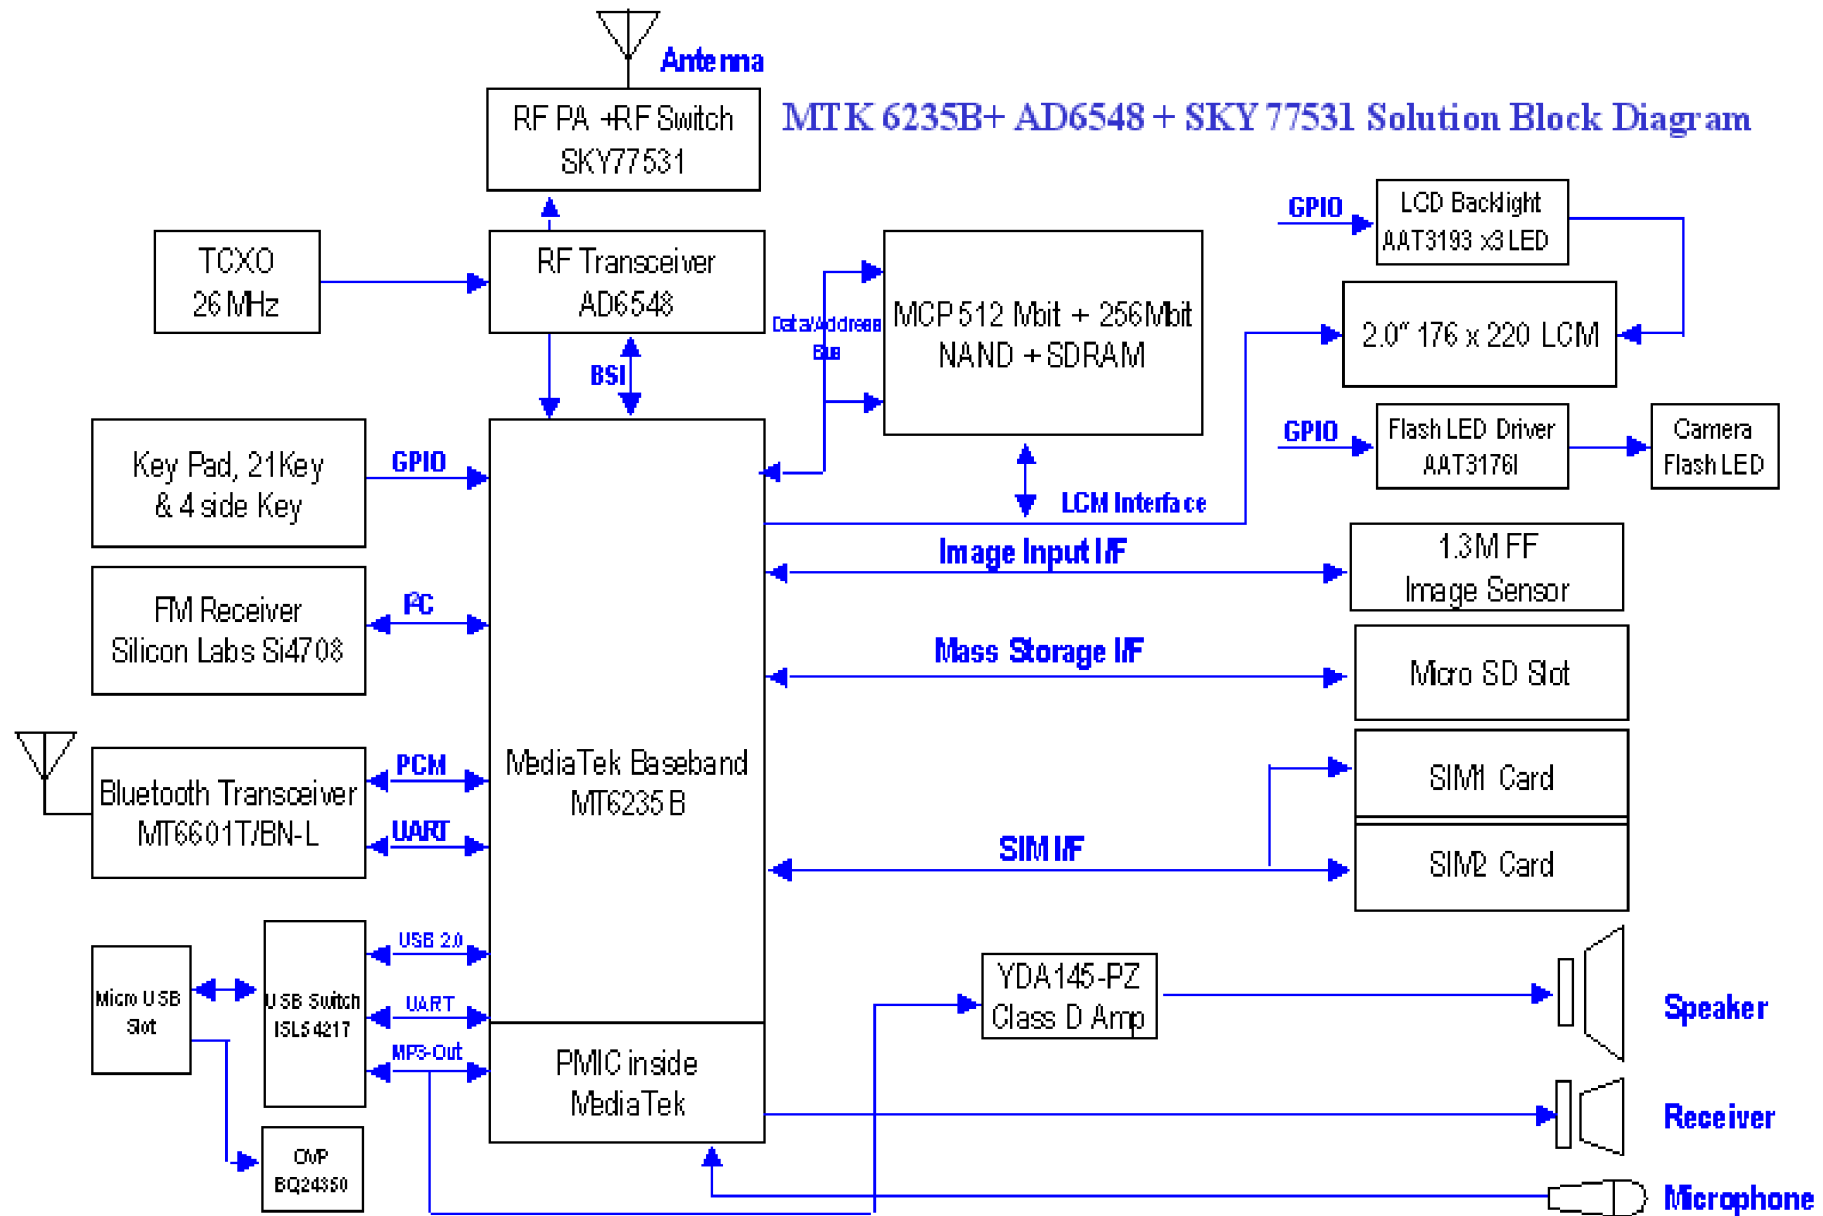 Antenna
RF PA +RF Switch
SKY77531
MTK 6235B+ AD6548 + SKY 77531 Solution Block Diagram
GPIO
LCD Backlight
AAT3193 x3 LED
TCXO
26 MHz
RF Transceiver
AD6548
Data/Address
Bus
MCP 512 Mbit + 256Mbit
NAND + SDRAM
2.0" 176 x 220 LCM
BSI
GPIO
Flash LED Driver
AAT3176I
Camera
Flash LED
Key Pad, 21Key
& 4 side Key
GPIO
LCM Interface
Image Input I/F
1.3M FF
Image Sensor
FM Receiver
Silicon Labs Si4708
I²C
Mass Storage I/F
Micro SD Slot
Bluetooth Transceiver
MT6601T/BN-L
PCM
UART
MediaTek Baseband
MT6235 B
SIM I/F
SIM1 Card
SIM2 Card
Micro USB
Slot
USB Switch
ISL54217
USB 2.0
UART
MP3-Out
PMIC inside
MediaTek
YDA145-PZ
Class D Amp
Speaker
Receiver
OVP
BQ24350
Microphone